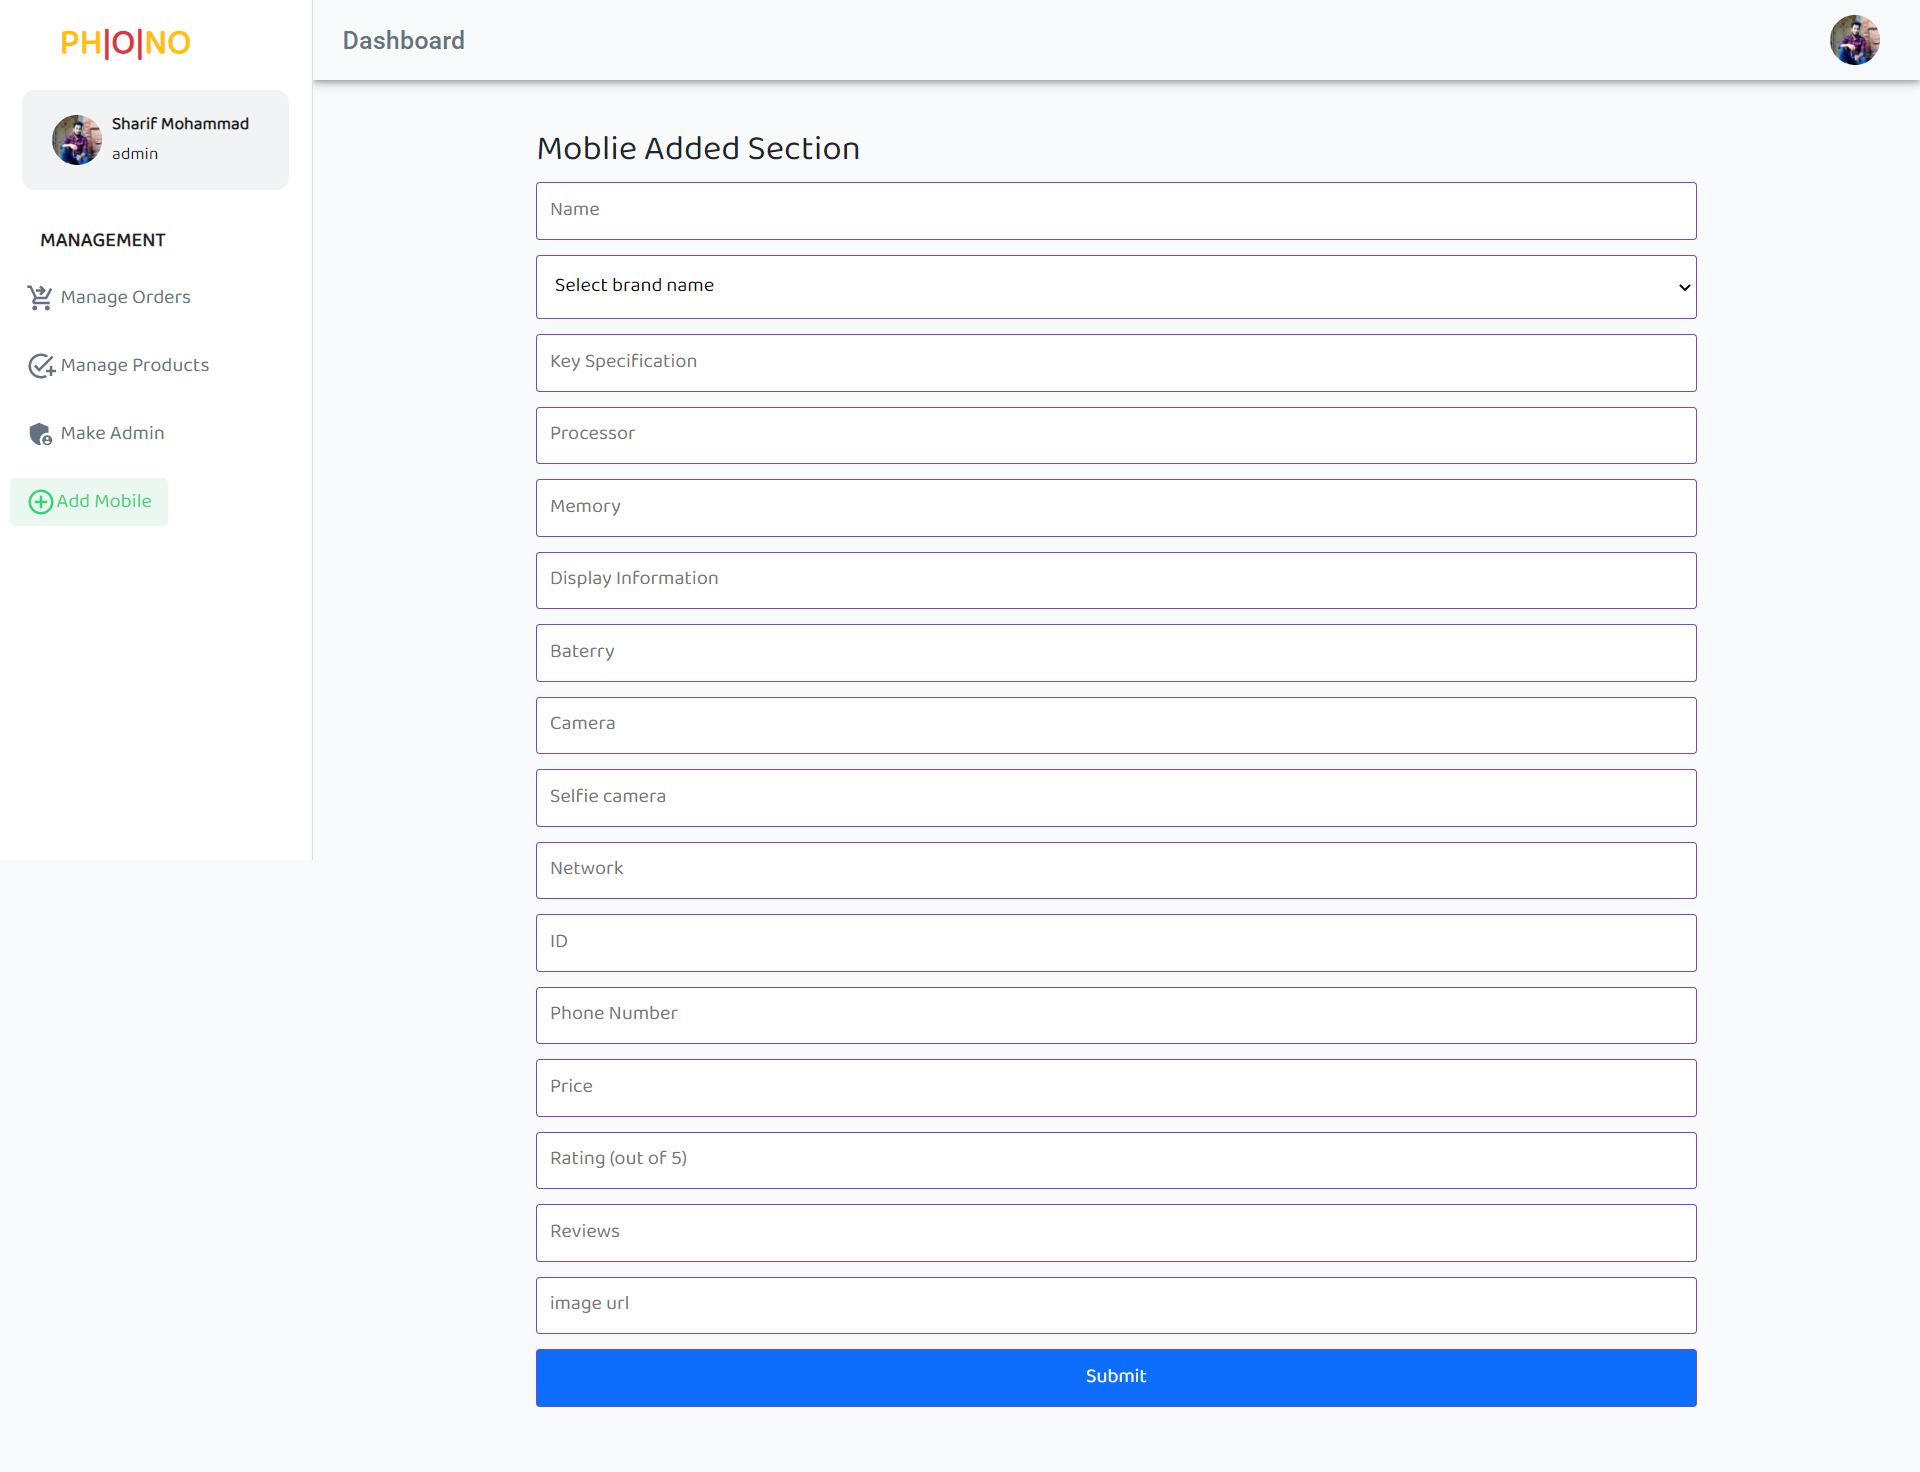 PH|O|NO
Dashboard
Sharif Mohammad
admin
MANAGEMENT
Manage Orders
Manage Products
Make Admin
Add Mobile
Moblie Added Section
Name
Select brand name
Key Specification
Processor
Memory
Display Information
Baterry
Camera
Selfie camera
Network
ID
Phone Number
Price
Rating (out of 5)
Reviews
image url
Submit